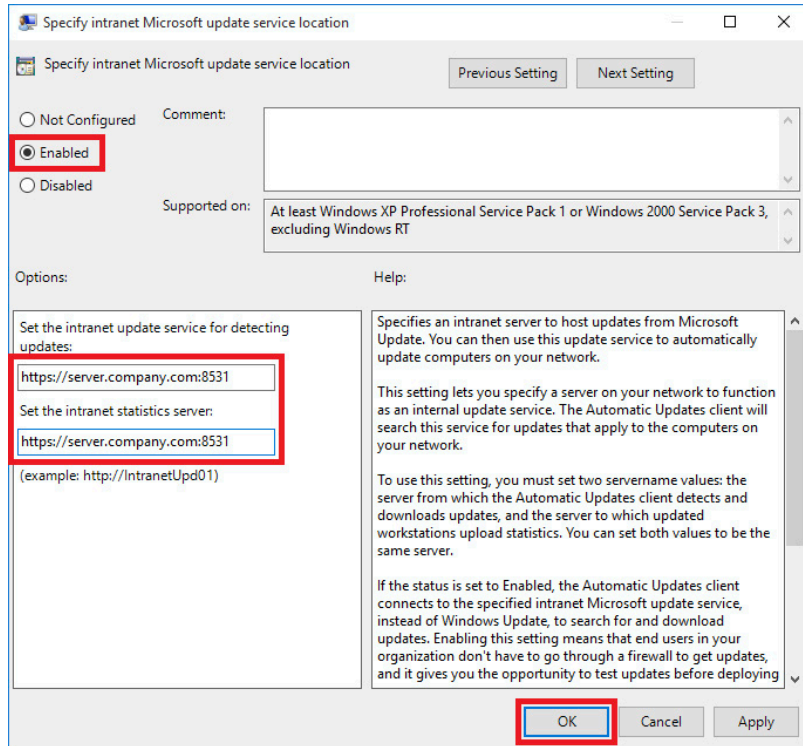 Specify intranet Microsoft update service location
Specify intranet Microsoft update service location
Previous Setting
Next Setting
Not Configured
Comment:
Enabled
Disabled
Supported on:
At least Windows XP Professional Service Pack 1 or Windows 2000 Service Pack 3,
excluding Windows RT
Options:
Help:
Set the intranet update service for detecting
updates:
https://server.company.com:8531
Set the intranet statistics server:
https://server.company.com:8531
(example: http://IntranetUpd01)
Specifies an intranet server to host updates from Microsoft
Update. You can then use this update service to automatically
update computers on your network.
This setting lets you specify a server on your network to function
as an internal update service. The Automatic Updates client will
search this service for updates that apply to the computers on
your network.
To use this setting, you must set two servername values: the
server from which the Automatic Updates client detects and
downloads updates, and the server to which updated
workstations upload statistics. You can set both values to be the
same server.
If the status is set to Enabled, the Automatic Updates client
connects to the specified intranet Microsoft update service,
instead of Windows Update, to search for and download
updates. Enabling this setting means that end users in your
organization don't have to go through a firewall to get updates,
and it gives you the opportunity to test updates before deploying
OK
Cancel
Apply